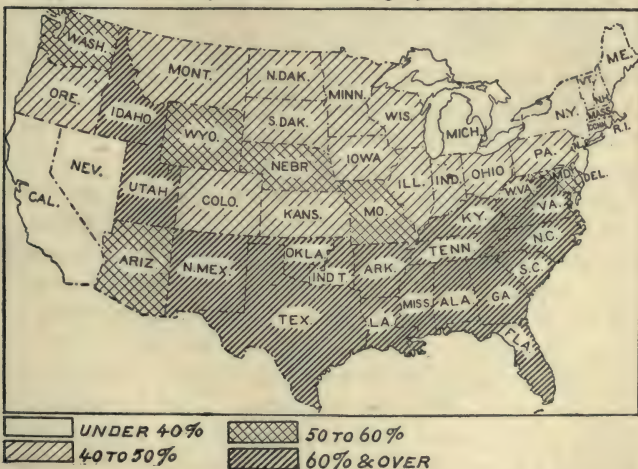 WASH.
MONT.
N.DAK.
MINN.
ME.
ORE.
IDAHO
S.DAK.
WIS.
MICH.
N.Y.
VT.
N.H.
MASS.
CONN.
R.I.
WYO.
NEBR.
IOWA
PA.
N.J.
NEV.
CAL.
UTAH
COLO.
KANS.
MO.
ILL.
IND.
OHIO
W.VA.
MD.
DEL.
VA.
KY.
ARIZ.
N.MEX.
OKLA.
IND T.
ARK.
TENN.
N.C.
S.C.
TEX.
LA.
MISS.
ALA.
GA.
FLA.
UNDER 40%
50 TO 60%
40 TO 50%
60% & OVER